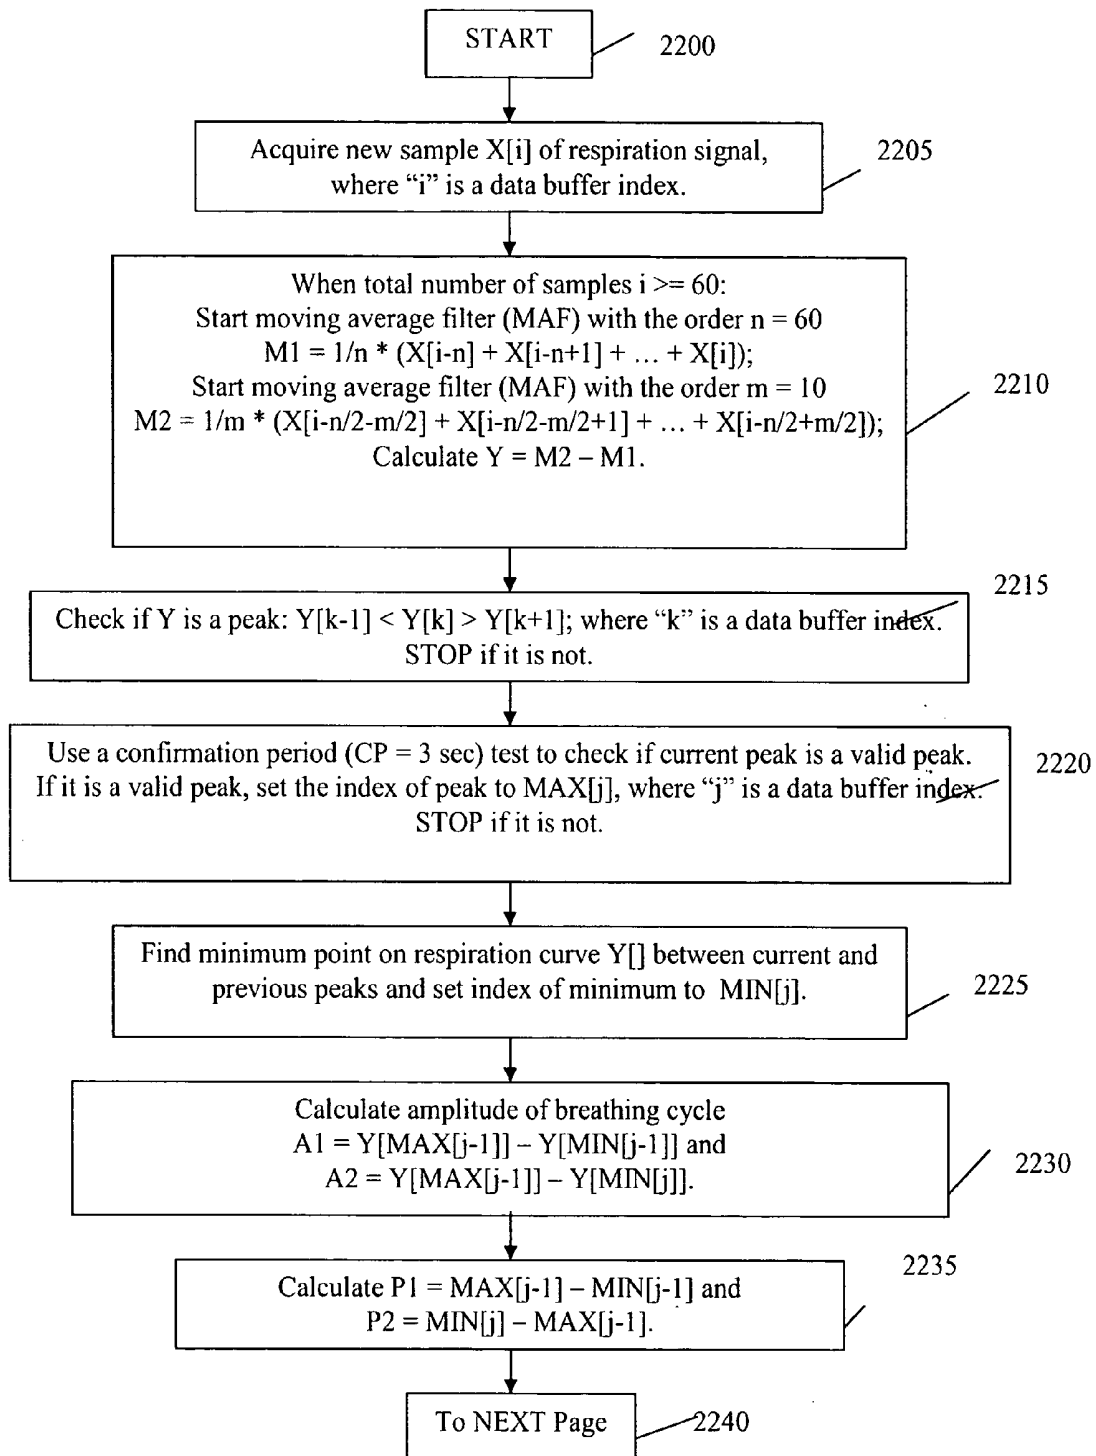 START
2200
Acquire new sample X[i] of respiration signal,
where “i” is a data buffer index.
2205
When total number of samples i >= 60:
Start moving average filter (MAF) with the order n = 60
M1 = 1/n * (X[i-n] + X[i-n+1] + ... + X[i]);
Start moving average filter (MAF) with the order m = 10
M2 = 1/m * (X[i-n/2-m/2] + X[i-n/2-m/2+1] + ... + X[i-n/2+m/2]);
Calculate Y = M2 – M1.
2210
2215
Check if Y is a peak: Y[k-1] < Y[k] > Y[k+1]; where “k” is a data buffer index.
STOP if it is not.
Use a confirmation period (CP = 3 sec) test to check if current peak is a valid peak.
If it is a valid peak, set the index of peak to MAX[j], where “j” is a data buffer index.
STOP if it is not.
2220
Find minimum point on respiration curve Y[] between current and
previous peaks and set index of minimum to MIN[j].
2225
Calculate amplitude of breathing cycle
A1 = Y[MAX[j-1]] – Y[MIN[j-1]] and
A2 = Y[MAX[j-1]] – Y[MIN[j]].
2230
2235
Calculate P1 = MAX[j-1] – MIN[j-1] and
P2 = MIN[j] – MAX[j-1].
To NEXT Page
2240